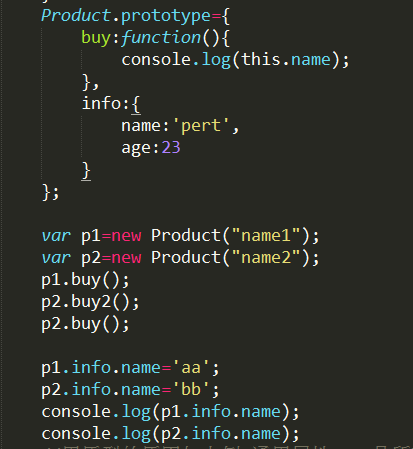 Product.prototype={
buy:function(){
console.log(this.name);
},
info:{
name:'pert',
age:23
}
};
var p1=new Product("name1");
var p2=new Product("name2");
p1.buy();
p2.buy2();
p2.buy();
p1.info.name='aa';
p2.info.name='bb';
console.log(p1.info.name);
console.log(p2.info.name);